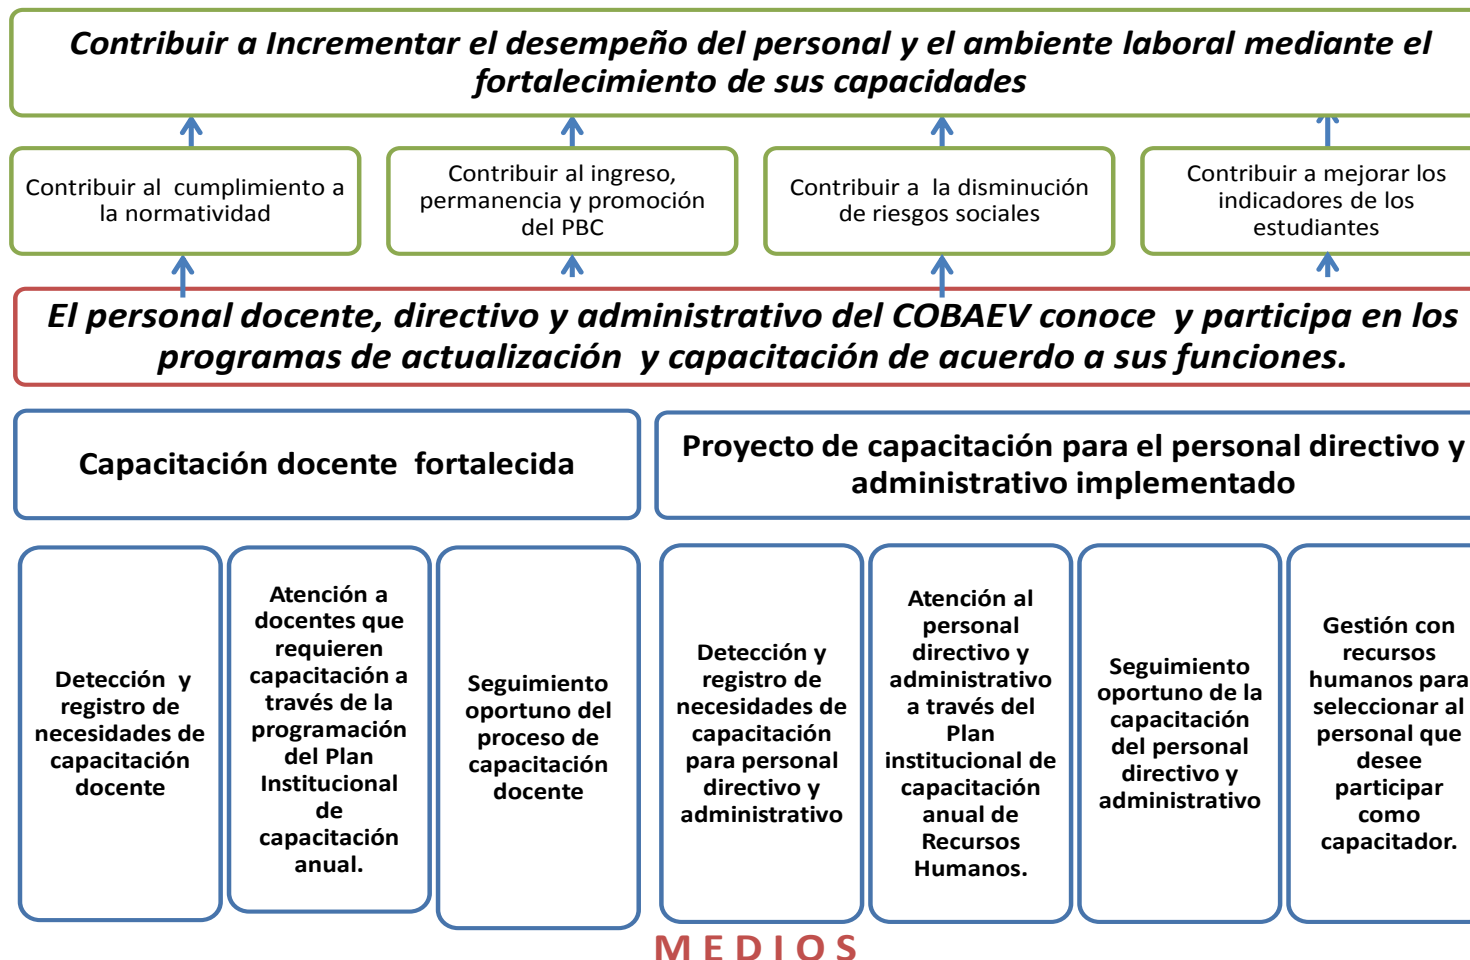 Contribuir a Incrementar el desempeño del personal y el ambiente laboral mediante el
fortalecimiento de sus capacidades
Contribuir al cumplimiento a
la normatividad
Contribuir al ingreso,
permanencia y promoción
del PBC
Contribuir a la disminución
de riesgos sociales
Contribuir a mejorar los
indicadores de los
estudiantes
El personal docente, directivo y administrativo del COBAEV conoce y participa en los
programas de actualización y capacitación de acuerdo a sus funciones.
Capacitación docente fortalecida
Proyecto de capacitación para el personal directivo y
administrativo implementado
Detección y
registro de
necesidades de
capacitación
docente
Atención a
docentes que
requieren
capacitación a
través de la
programación
del Plan
Institucional
de
capacitación
anual.
Seguimiento
oportuno del
proceso de
capacitación
docente
Detección y
registro de
necesidades de
capacitación
para personal
directivo y
administrativo
Atención al
personal
directivo y
administrativo
a través del
Plan
institucional de
capacitación
anual de
Recursos
Humanos.
Seguimiento
oportuno de la
capacitación
del personal
directivo y
administrativo
Gestión con
recursos
humanos para
seleccionar al
personal que
desee
participar
como
capacitador.
MEDIOS